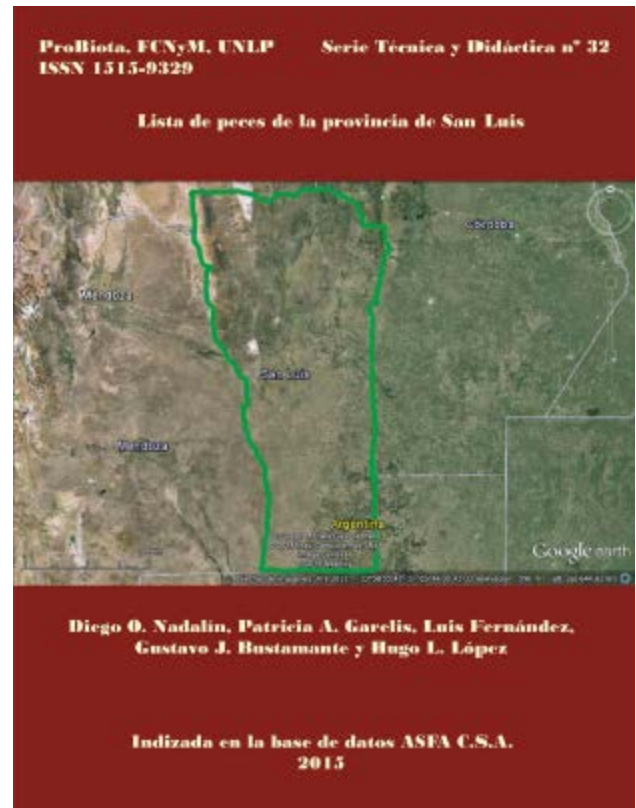 ProBiota, FCNyM, UNLP Serie Técnica y Didáctica n° 32
ISSN 1515-9329
Lista de peces de la provincia de San Luis
Córdoba
Mendoza
San Luis
Mendoza
Argentina
Google earth
Diego O. Nadalín, Patricia A. Garelis, Luis Fernández,
Gustavo J. Bustamante y Hugo L. López
Indizada en la base de datos ASFA C.S.A.
2015